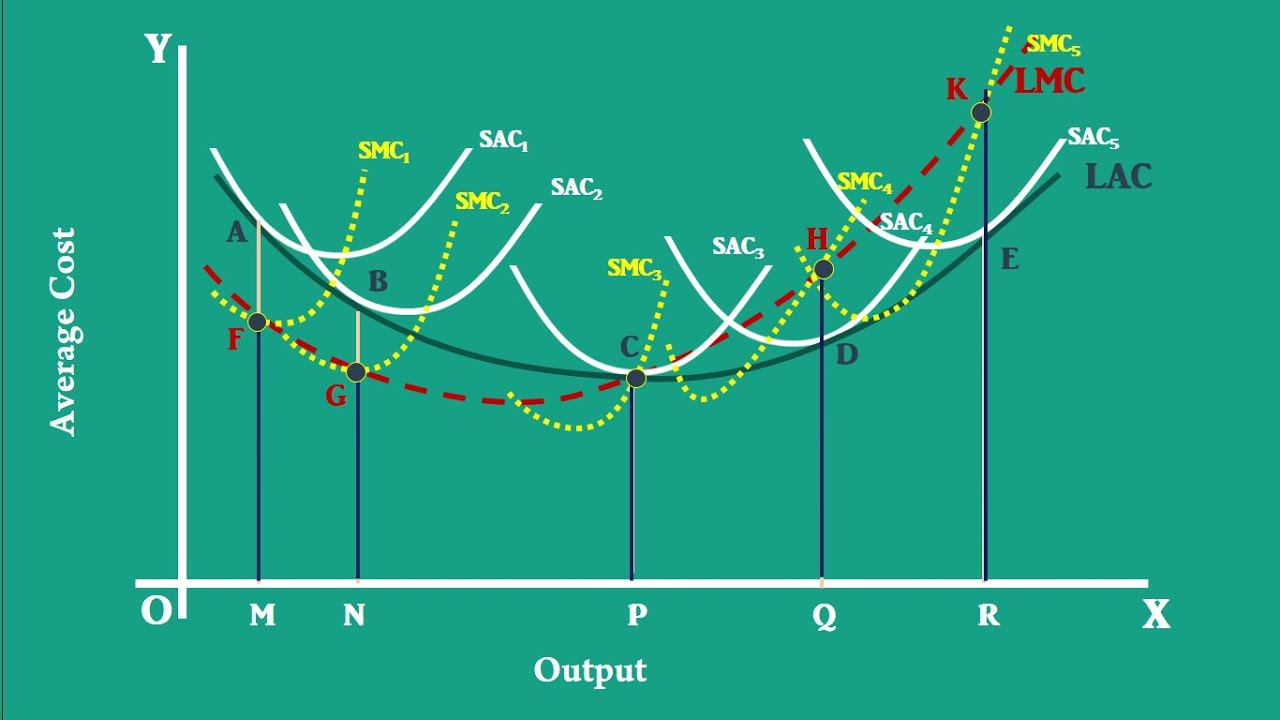 Y
SMC₅
LMC
K
SAC₁
SAC₅
SMC₁
LAC
SMC₄
SAC₂
SMC₂
SAC₄
A
H
SAC₃
E
SMC₃
B
F
C
D
G
Average Cost
O
M
N
P
Q
R
X
Output